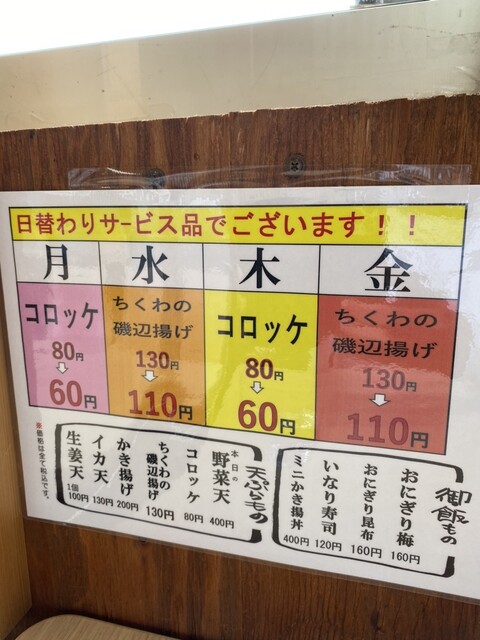 日替わりサービス品でございます！！
月
コロッケ
80円
60円
水
ちくわの
磯辺揚げ
130円
110円
木
コロッケ
80円
60円
金
ちくわの
磯辺揚げ
130円
110円
御飯もの
おにぎり梅 160円
おにぎり昆布 160円
いなり寿司 120円
ミニかき揚丼 400円
天ぷらもの
本日の
野菜天 400円
コロッケ 80円
ちくわの
磯辺揚げ 130円
かき揚げ 200円
イカ天 130円
生姜天 1個 100円
※価格は全て税込です。